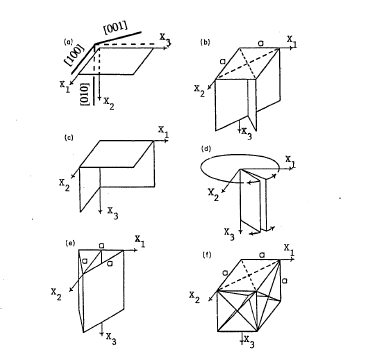 (a) [001] X3
[100]
X1 [010] X2
(b) a X1
a
X2
X3
(c) X1
X2
X3
(d) X1
X2
X3
(e) X1
a a a
X2
X3
(f) a X1
a a
X2
X3